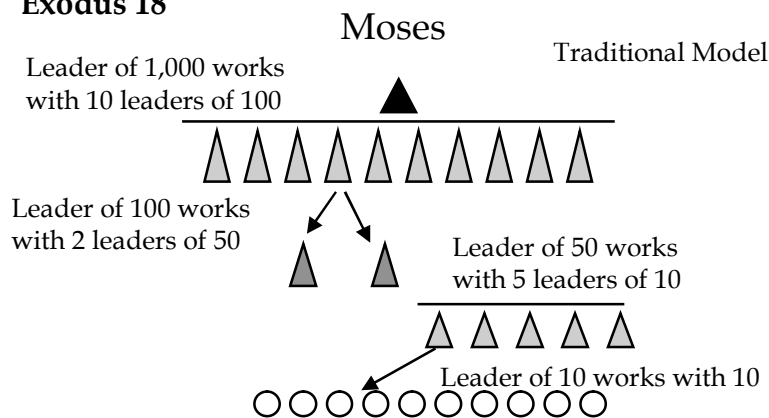 Exodus 18
Moses
Traditional Model
Leader of 1,000 works
with 10 leaders of 100
Leader of 100 works
with 2 leaders of 50
Leader of 50 works
with 5 leaders of 10
Leader of 10 works with 10